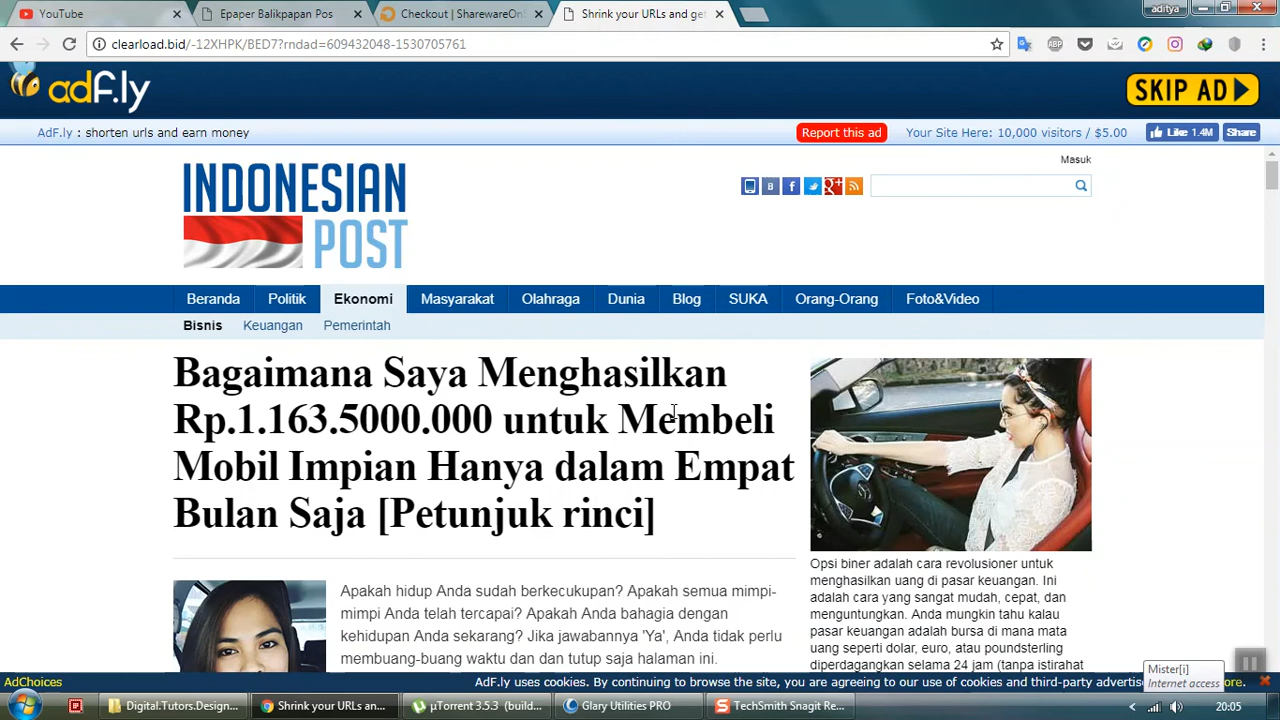 YouTube
Epaper Balikpapan Pos
Checkout | SharewareOn
Shrink your URLs and get
aditya
clearload.bid/-12XHPK/BED7?rndad=609432048-1530705761
ABP
adf.ly
SKIP AD
AdF.ly : shorten urls and earn money
Report this ad
Your Site Here: 10,000 visitors / $5.00
Like 1.4M
Share
Masuk
INDONESIAN
POST
Beranda
Politik
Ekonomi
Masyarakat
Olahraga
Dunia
Blog
SUKA
Orang-Orang
Foto&Video
Bisnis
Keuangan
Pemerintah
Bagaimana Saya Menghasilkan
Rp.1.163.5000.000 untuk Membeli
Mobil Impian Hanya dalam Empat
Bulan Saja [Petunjuk rinci]
Apakah hidup Anda sudah berkecukupan? Apakah semua mimpi-
mimpi Anda telah tercapai? Apakah Anda bahagia dengan
kehidupan Anda sekarang? Jika jawabannya 'Ya', Anda tidak perlu
membuang-buang waktu dan dan tutup saja halaman ini.
Opsi biner adalah cara revolusioner untuk
menghasilkan uang di pasar keuangan. Ini
adalah cara yang sangat mudah, cepat, dan
menguntungkan. Anda mungkin tahu kalau
pasar keuangan adalah bursa di mana mata
uang seperti dolar, euro, atau poundsterling
diperdagangkan selama 24 jam (tanpa istirahat
Mister[i]
Internet access
AdChoices
AdF.ly uses cookies. By continuing to browse the site, you are agreeing to our use of cookies and third-party advertis
ore.
Digital.Tutors.Design...
Shrink your URLs an...
µTorrent 3.5.3 (build...
Glary Utilities PRO
TechSmith Snagit Re...
20:05